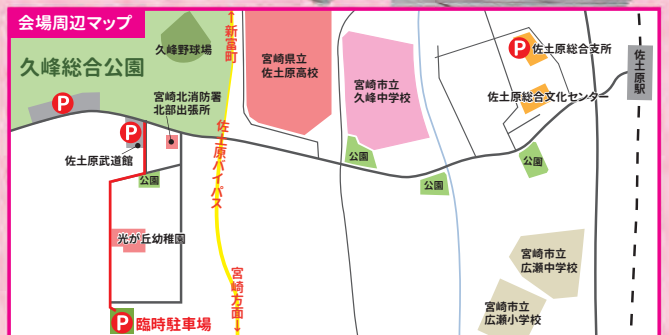 会場周辺マップ
↑新富町
久峰野球場
久峰総合公園
宮崎県立
佐土原高校
宮崎市立
久峰中学校
P
佐土原総合支所
佐土原駅
佐土原総合文化センター
P
宮崎北消防署
北部出張所
P
佐土原武道館
佐土原バイパス
公園
公園
公園
公園
光が丘幼稚園
宮崎市立
広瀬中学校
宮崎方面↓
宮崎市立
広瀬小学校
P
臨時駐車場